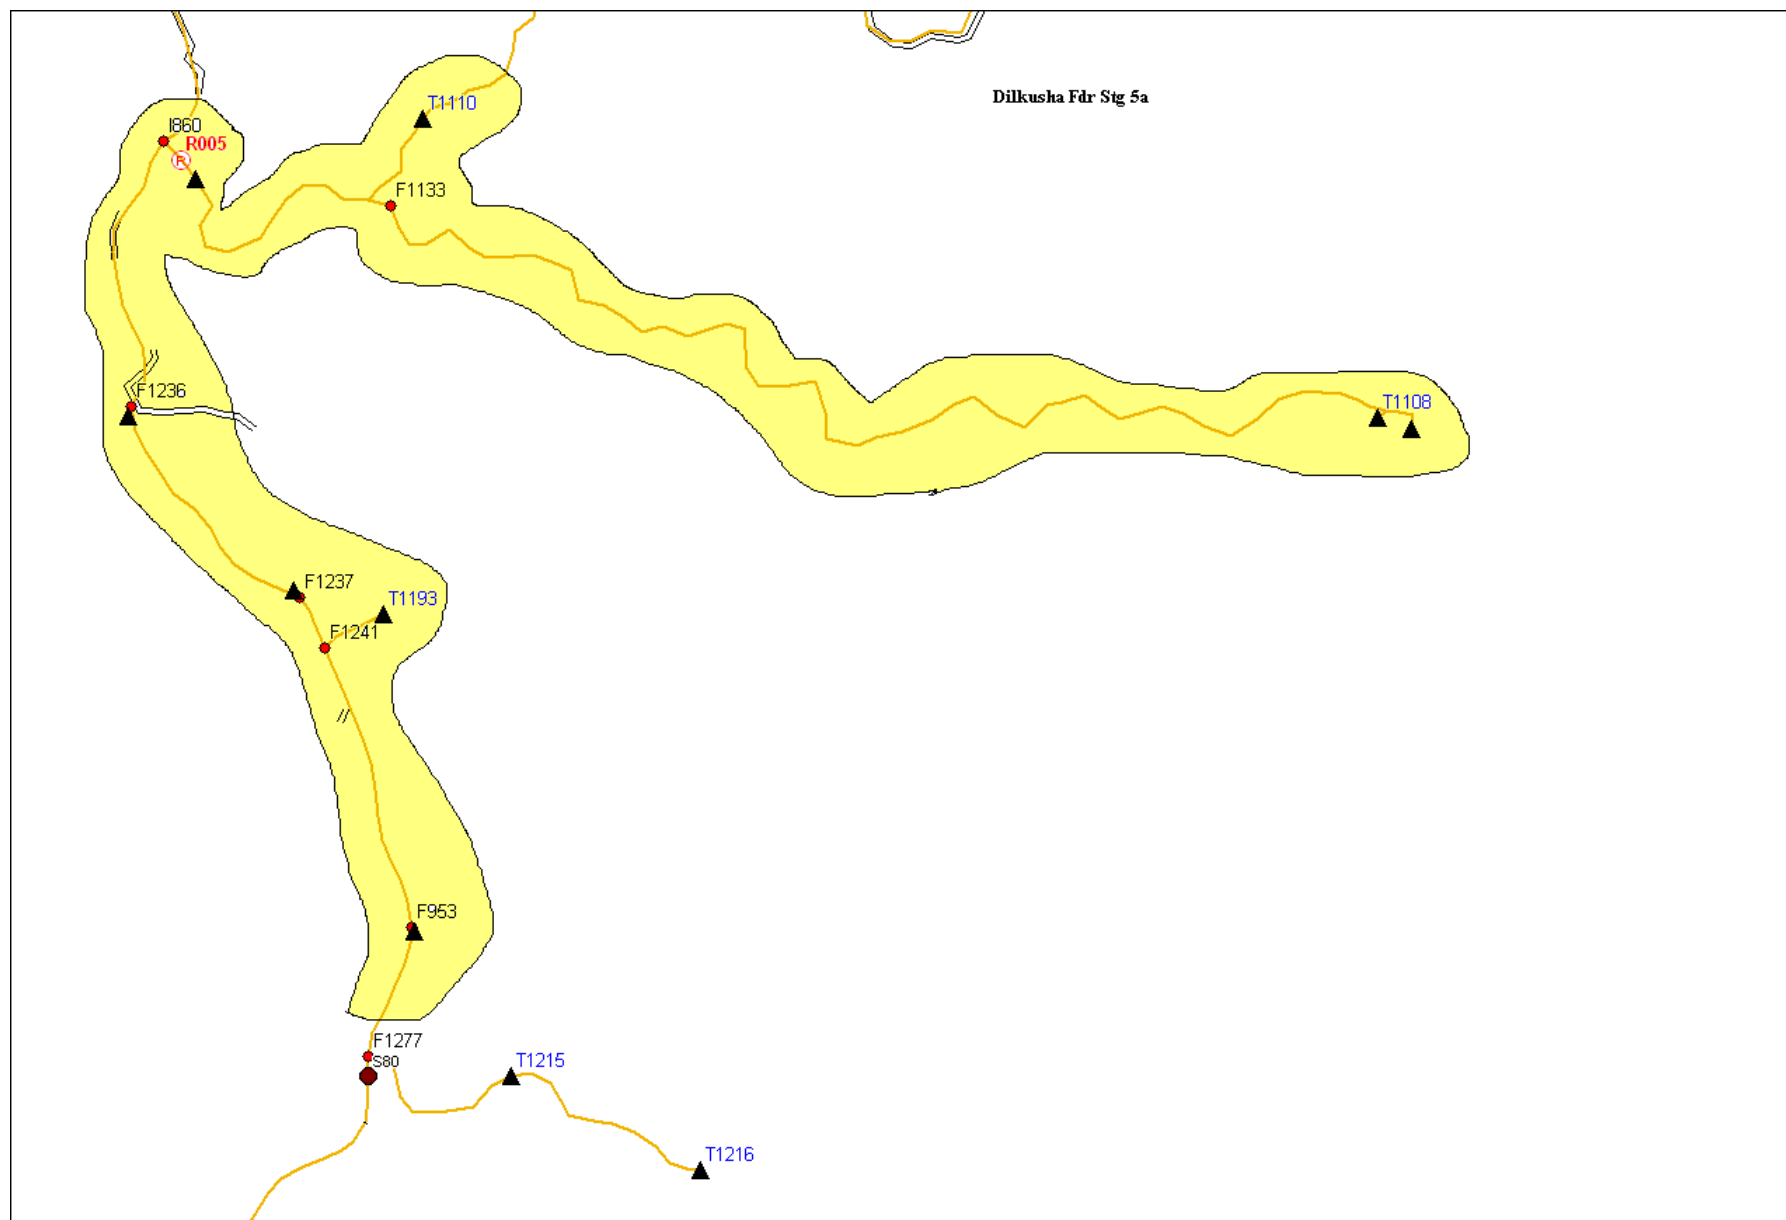 Dilkusha Fdr Stg 5a
T1110
I860
R005
R
F1133
F1236
T1108
F1237
T1193
F1241
F953
F1277
S80
T1215
T1216